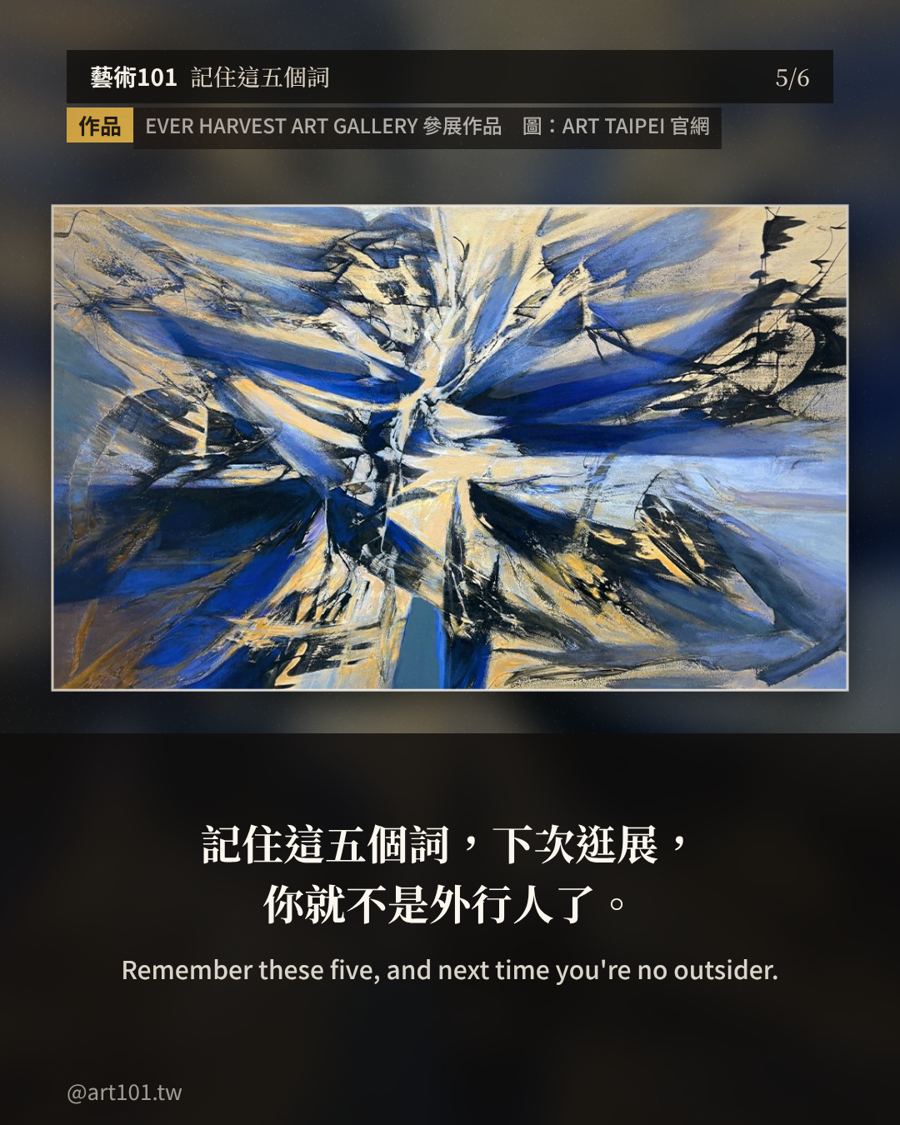 藝術101 記住這五個詞 5/6
作品 EVER HARVEST ART GALLERY 參展作品 圖：ART TAIPEI 官網
記住這五個詞，下次逛展，
你就不是外行人了。
Remember these five, and next time you're no outsider.
@art101.tw